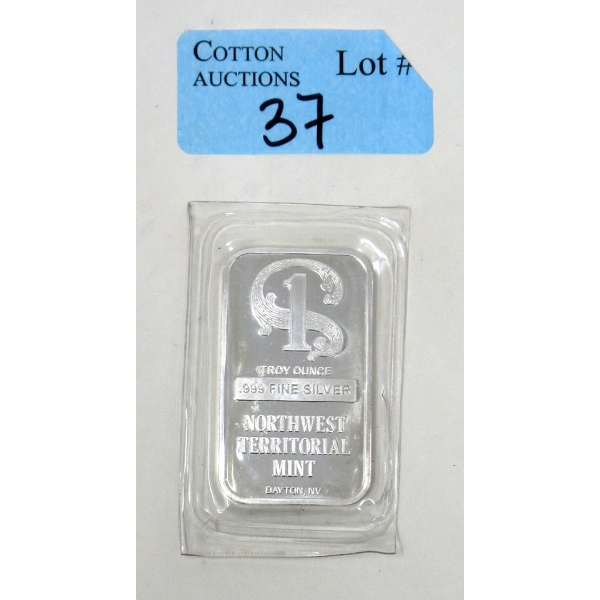 COTTON
AUCTIONS
Lot #
37
1
TROY OUNCE
.999 FINE SILVER
NORTHWEST
TERRITORIAL
MINT
DAYTON, NV